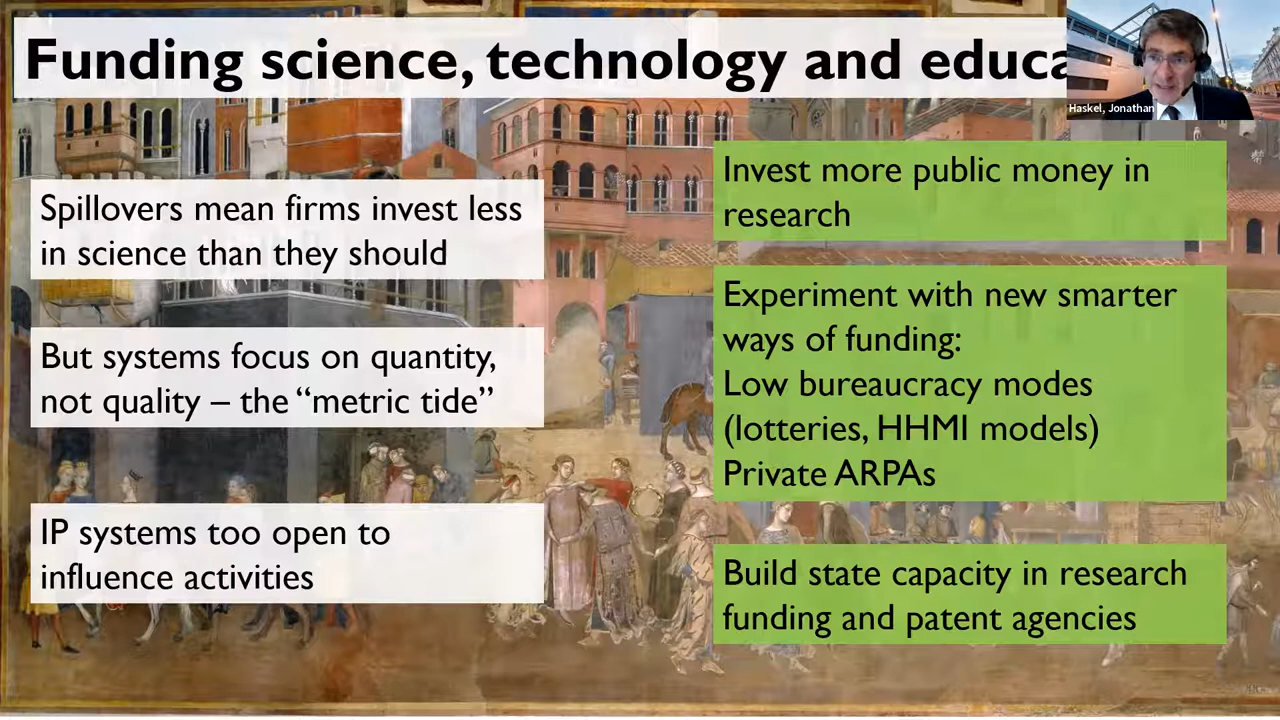 Funding science, technology and educa
Haskel, Jonathan
Spillovers mean firms invest less
in science than they should
But systems focus on quantity,
not quality – the “metric tide”
IP systems too open to
influence activities
Invest more public money in
research
Experiment with new smarter
ways of funding:
Low bureaucracy modes
(lotteries, HHMI models)
Private ARPAs
Build state capacity in research
funding and patent agencies